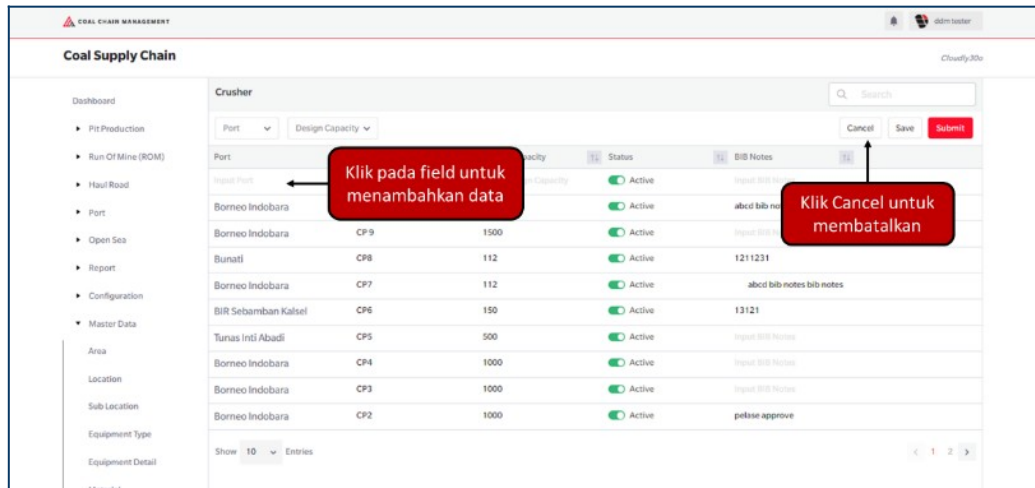 COAL CHAIN MANAGEMENT
ddm tester
Coal Supply Chain
Cloudly30o
Dashboard
Pit Production
Run Of Mine (ROM)
Haul Road
Port
Open Sea
Report
Configuration
Master Data
Area
Location
Sub Location
Equipment Type
Equipment Detail
Crusher
Search
Port
Design Capacity
Cancel
Save
Submit
Port
Status
BIB Notes
Input Port
Capacity
Active
Input BIB Notes
Klik pada field untuk
menambahkan data
Klik Cancel untuk
membatalkan
Borneo Indobara Active abcd bib
Borneo Indobara CP 9 1500 Active
Bunati CP8 112 Active 1211231
Borneo Indobara CP7 112 Active abcd bib notes bib notes
BIR Sebamban Kalsel CP6 150 Active 13121
Tunas Inti Abadi CP5 500 Active Input BIB Notes
Borneo Indobara CP4 1000 Active Input BIB Notes
Borneo Indobara CP3 1000 Active Input BIB Notes
Borneo Indobara CP2 1000 Active pelase approve
Show 10 Entries
1 2